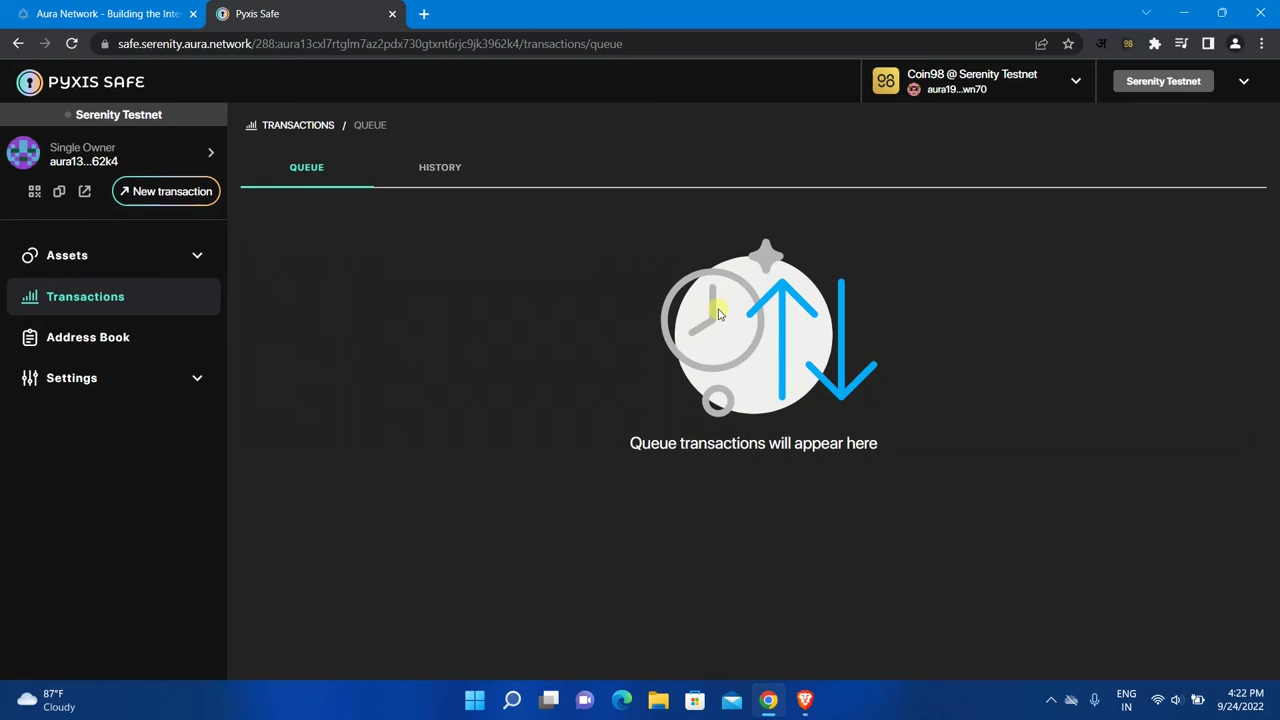 Aura Network - Building the Inte
Pyxis Safe
safe.serenity.aura.network/288:aura13cxl7rtglm7az2pdx730gtxnt6rjc9jk3962k4/transactions/queue
अ
98
PYXIS SAFE
98
Coin98 @ Serenity Testnet
aura19...wn70
Serenity Testnet
Serenity Testnet
Single Owner
aura13...62k4
New transaction
Assets
Transactions
Address Book
Settings
TRANSACTIONS / QUEUE
QUEUE
HISTORY
Queue transactions will appear here
87°F
Cloudy
ENG
IN
4:22 PM
9/24/2022